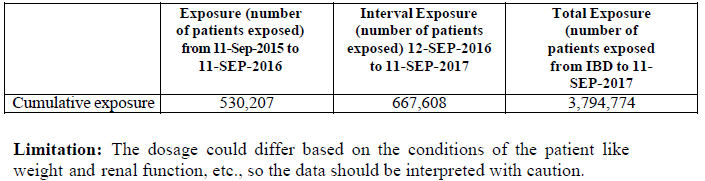 Exposure (number
of patients exposed)
from 11-Sep-2015 to
11-SEP-2016
Interval Exposure
(number of patients
exposed) 12-SEP-2016
to 11-SEP-2017
Total Exposure
(number of
patients exposed
from IBD to 11-
SEP-2017
Cumulative exposure 530,207 667,608 3,794,774
Limitation: The dosage could differ based on the conditions of the patient like
weight and renal function, etc., so the data should be interpreted with caution.